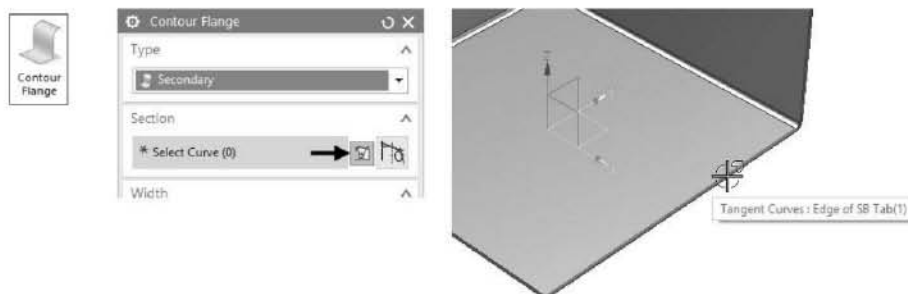 Contour
Flange
Contour Flange
Type
Secondary
Section
* Select Curve (0)
Width
Tangent Curves : Edge of SB Tab(1)